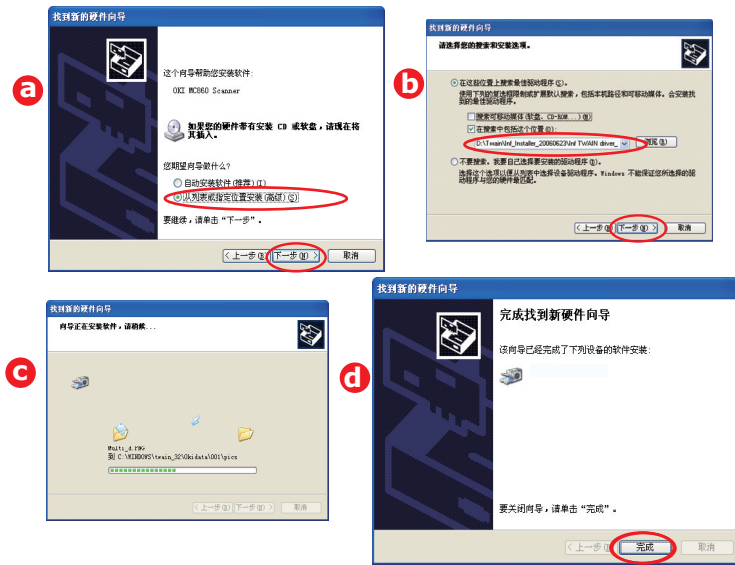 a
找到新的硬件向导
这个向导帮助您安装软件:
OKI MC860 Scanner
如果您的硬件带有安装 CD 或软盘，请现在将
其插入。
您期望向导做什么?
自动安装软件(推荐)(I)
从列表或指定位置安装(高级)(S)
要继续，请单击“下一步”。
<上一步(B) 下一步(N) > 取消
b
找到新的硬件向导
请选择您的搜索和安装选项。
在这些位置上搜索最佳驱动程序(S)。
使用下列的复选框限制或扩展默认搜索，包括本机路径和可移动媒体。会安装找
到的最佳驱动程序。
搜索可移动媒体(软盘、CD-ROM...)(M)
在搜索中包括这个位置(O):
D:\Twain\Inf_Installer_20060623\Inf TWAIN driver_ 浏览(R)
不要搜索。我要自己选择要安装的驱动程序(D)。
选择这个选项以便从列表中选择设备驱动程序。Windows 不能保证您所选择的驱
动程序与您的硬件最匹配。
<上一步(B) 下一步(N) > 取消
c
找到新的硬件向导
向导正在安装软件，请稍候...
Multi_d.PNG
到 C:\WINDOWS\twain_32\Okidata\001\pics
<上一步(B) 下一步(N) > 取消
d
找到新的硬件向导
完成找到新硬件向导
该向导已经完成了下列设备的软件安装:
要关闭向导，请单击“完成”。
<上一步(B) 完成 取消